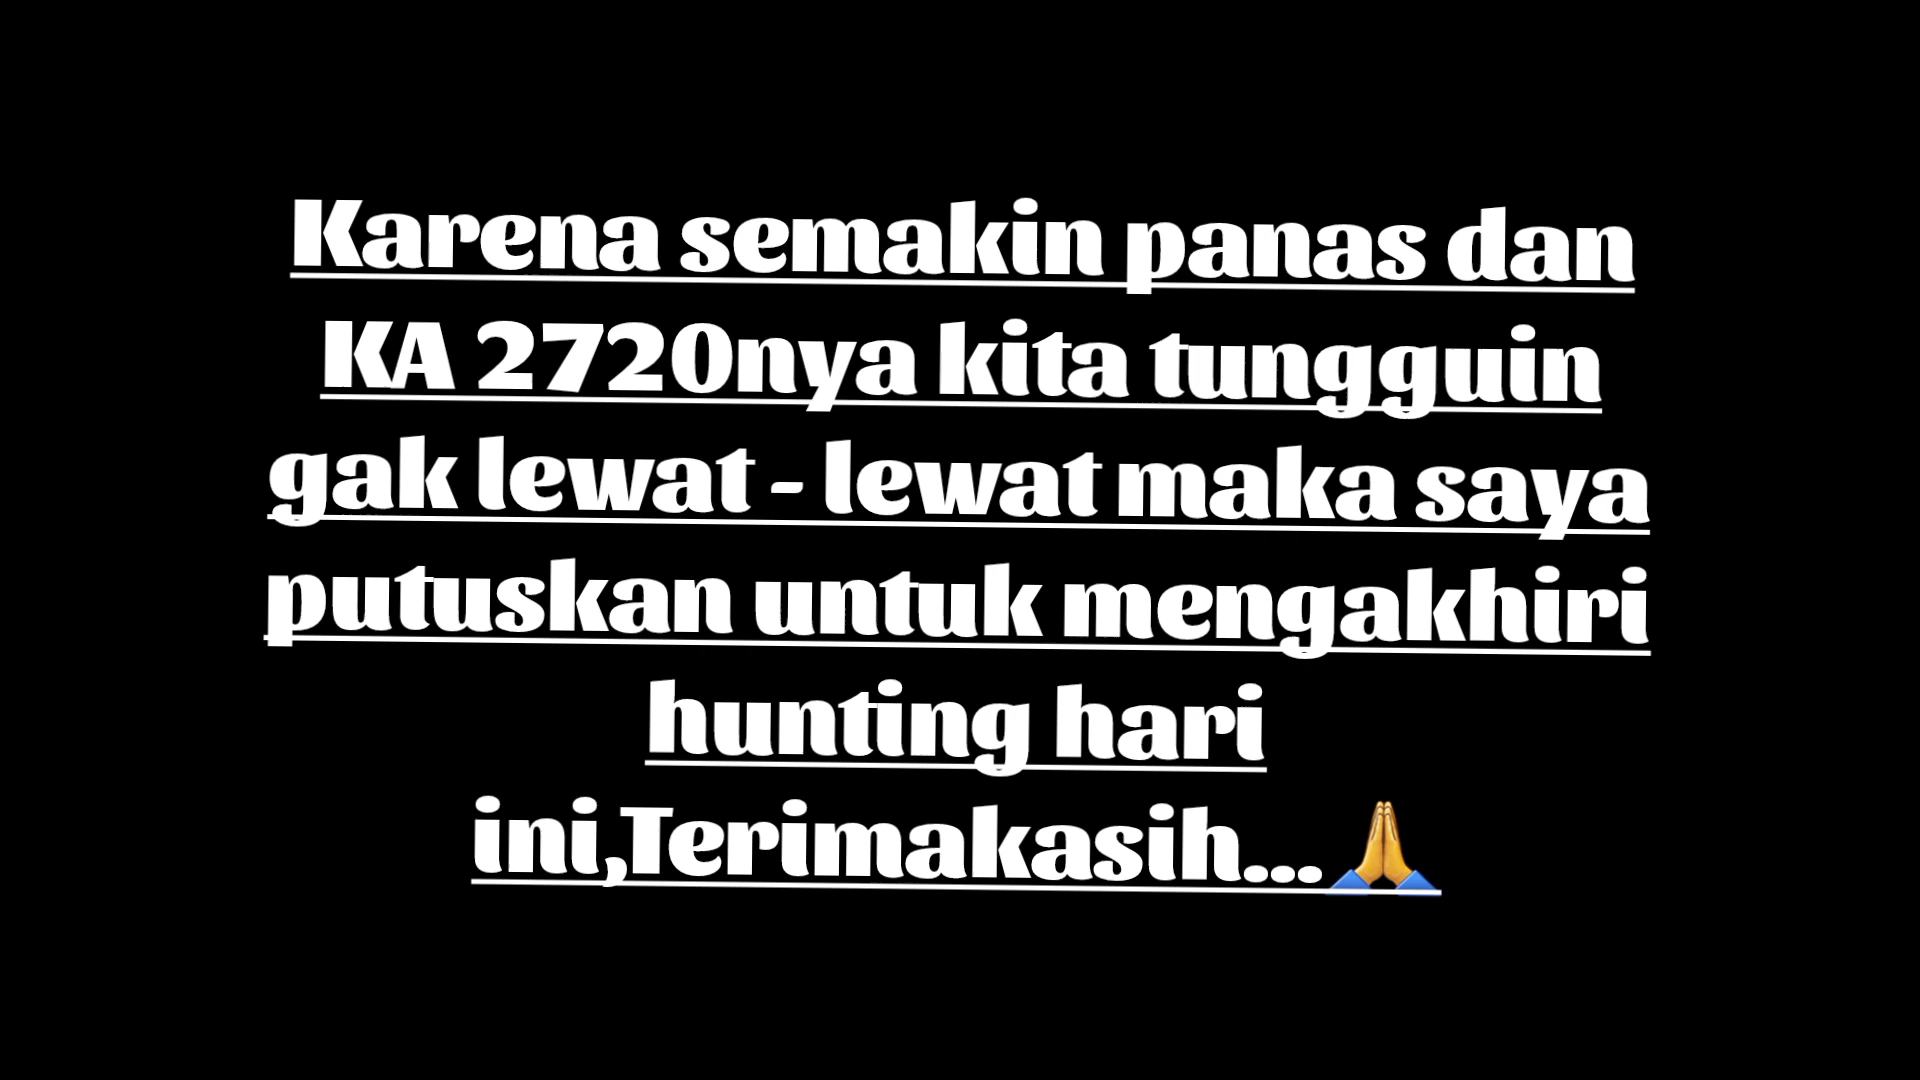 Karena semakin panas dan
KA 2720nya kita tungguin
gak lewat - lewat maka saya
putuskan untuk mengakhiri
hunting hari
ini,Terimakasih...🙏